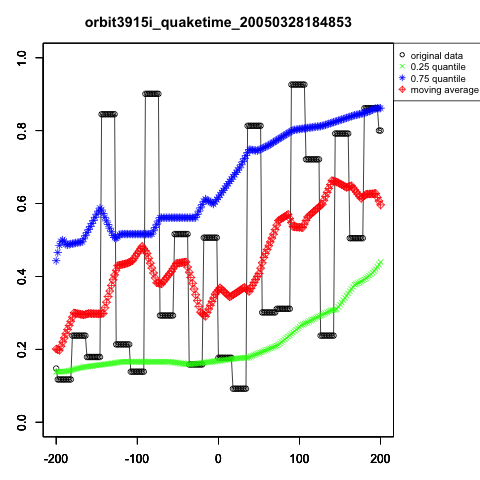 orbit3915i_quaketime_20050328184853
original data
0.25 quantile
0.75 quantile
moving average
1.0
0.8
0.6
0.4
0.2
0.0
-200 -100 0 100 200